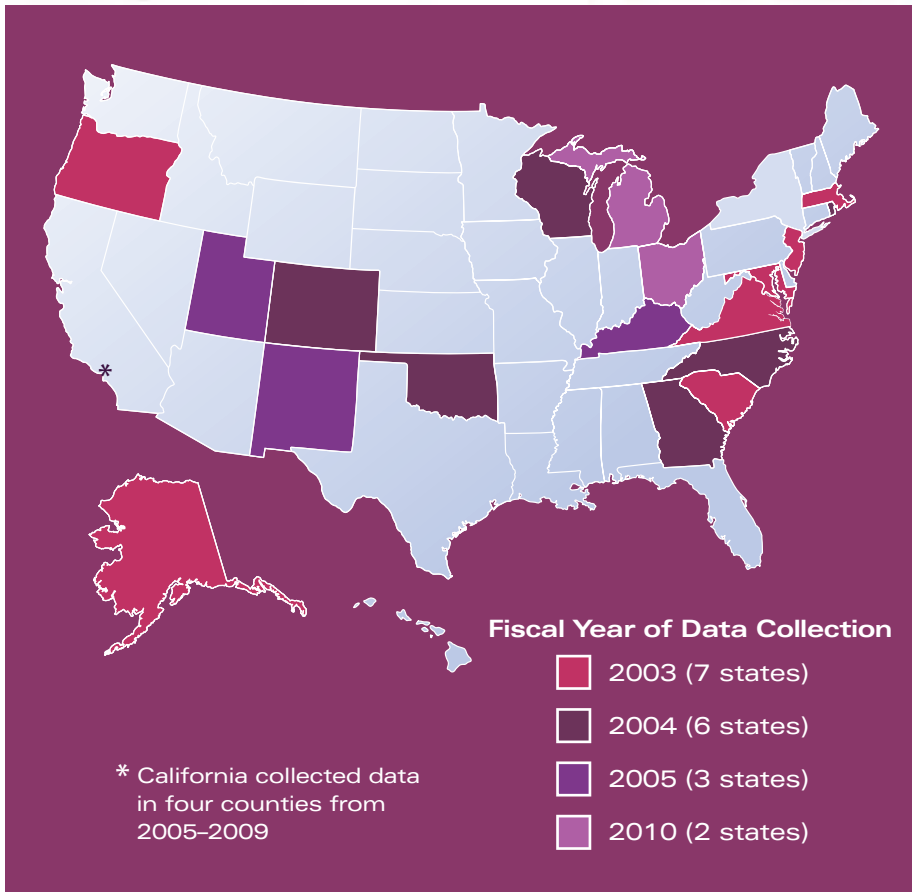 Fiscal Year of Data Collection
2003 (7 states)
2004 (6 states)
2005 (3 states)
2010 (2 states)
*
* California collected data
in four counties from
2005–2009